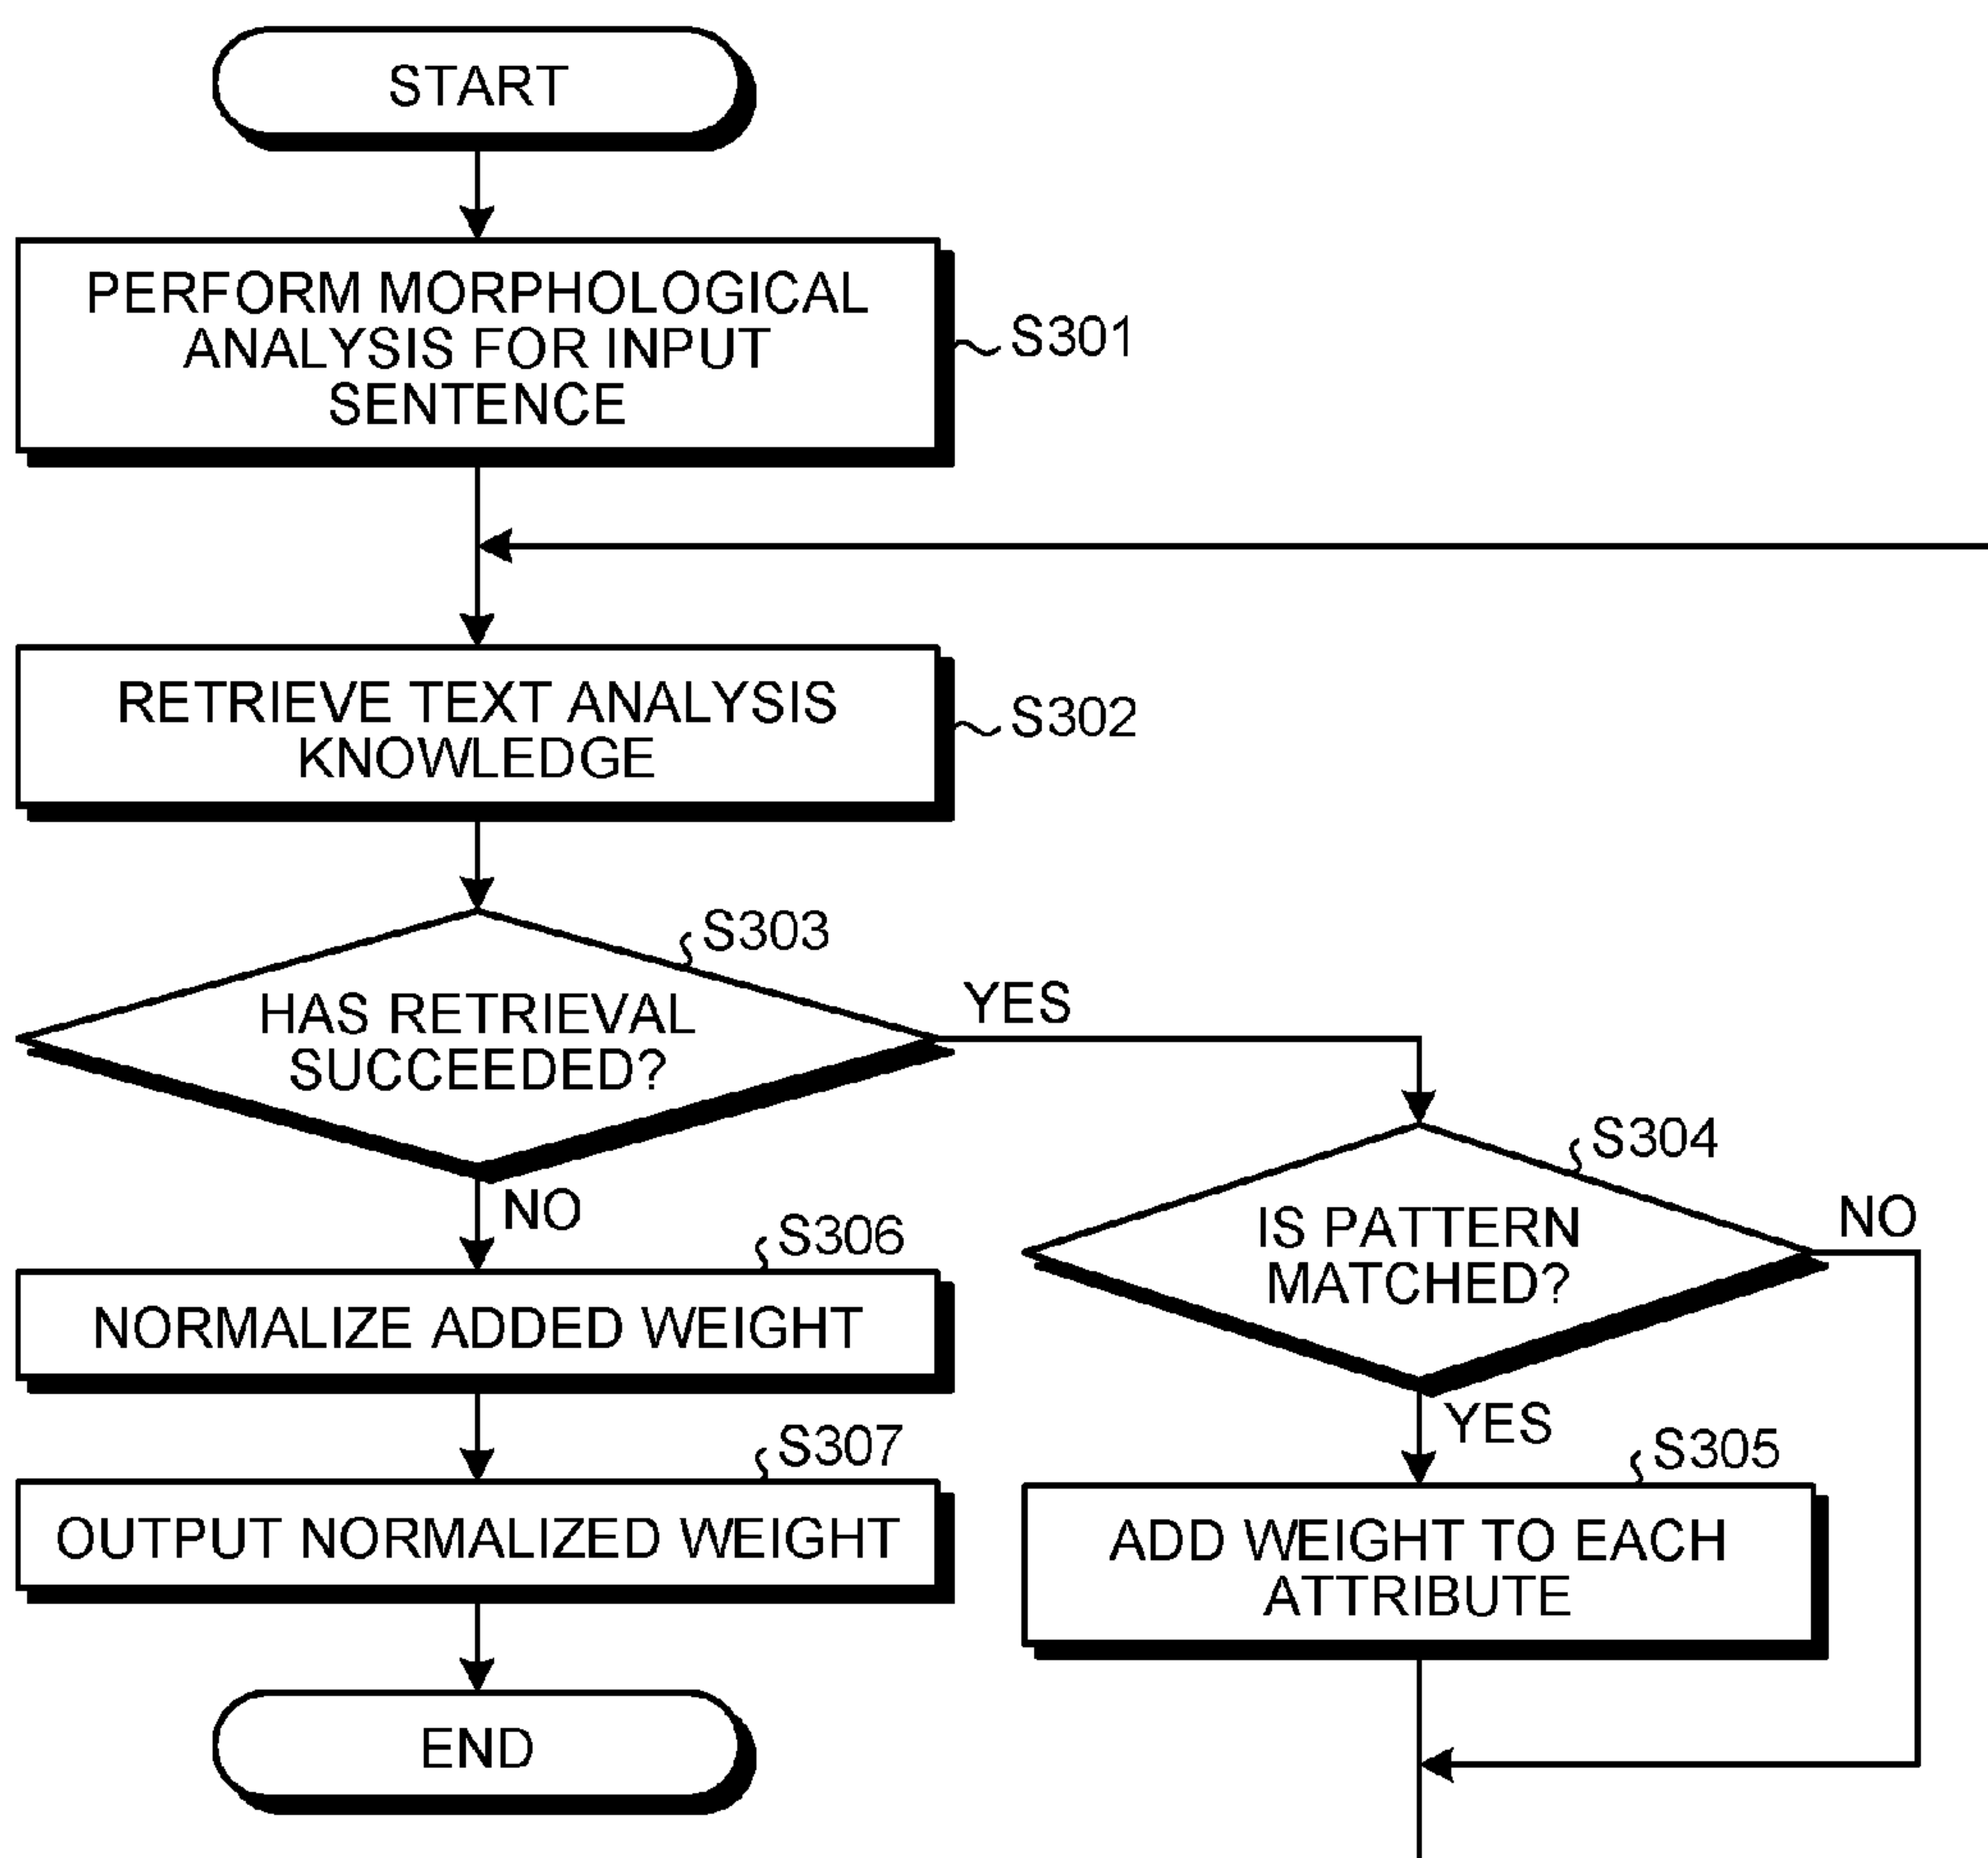 START
PERFORM MORPHOLOGICAL
ANALYSIS FOR INPUT
SENTENCE
S301
RETRIEVE TEXT ANALYSIS
KNOWLEDGE
S302
S303
HAS RETRIEVAL
SUCCEEDED?
YES
NO
S304
IS PATTERN
MATCHED?
NO
YES
S305
ADD WEIGHT TO EACH
ATTRIBUTE
S306
NORMALIZE ADDED WEIGHT
S307
OUTPUT NORMALIZED WEIGHT
END